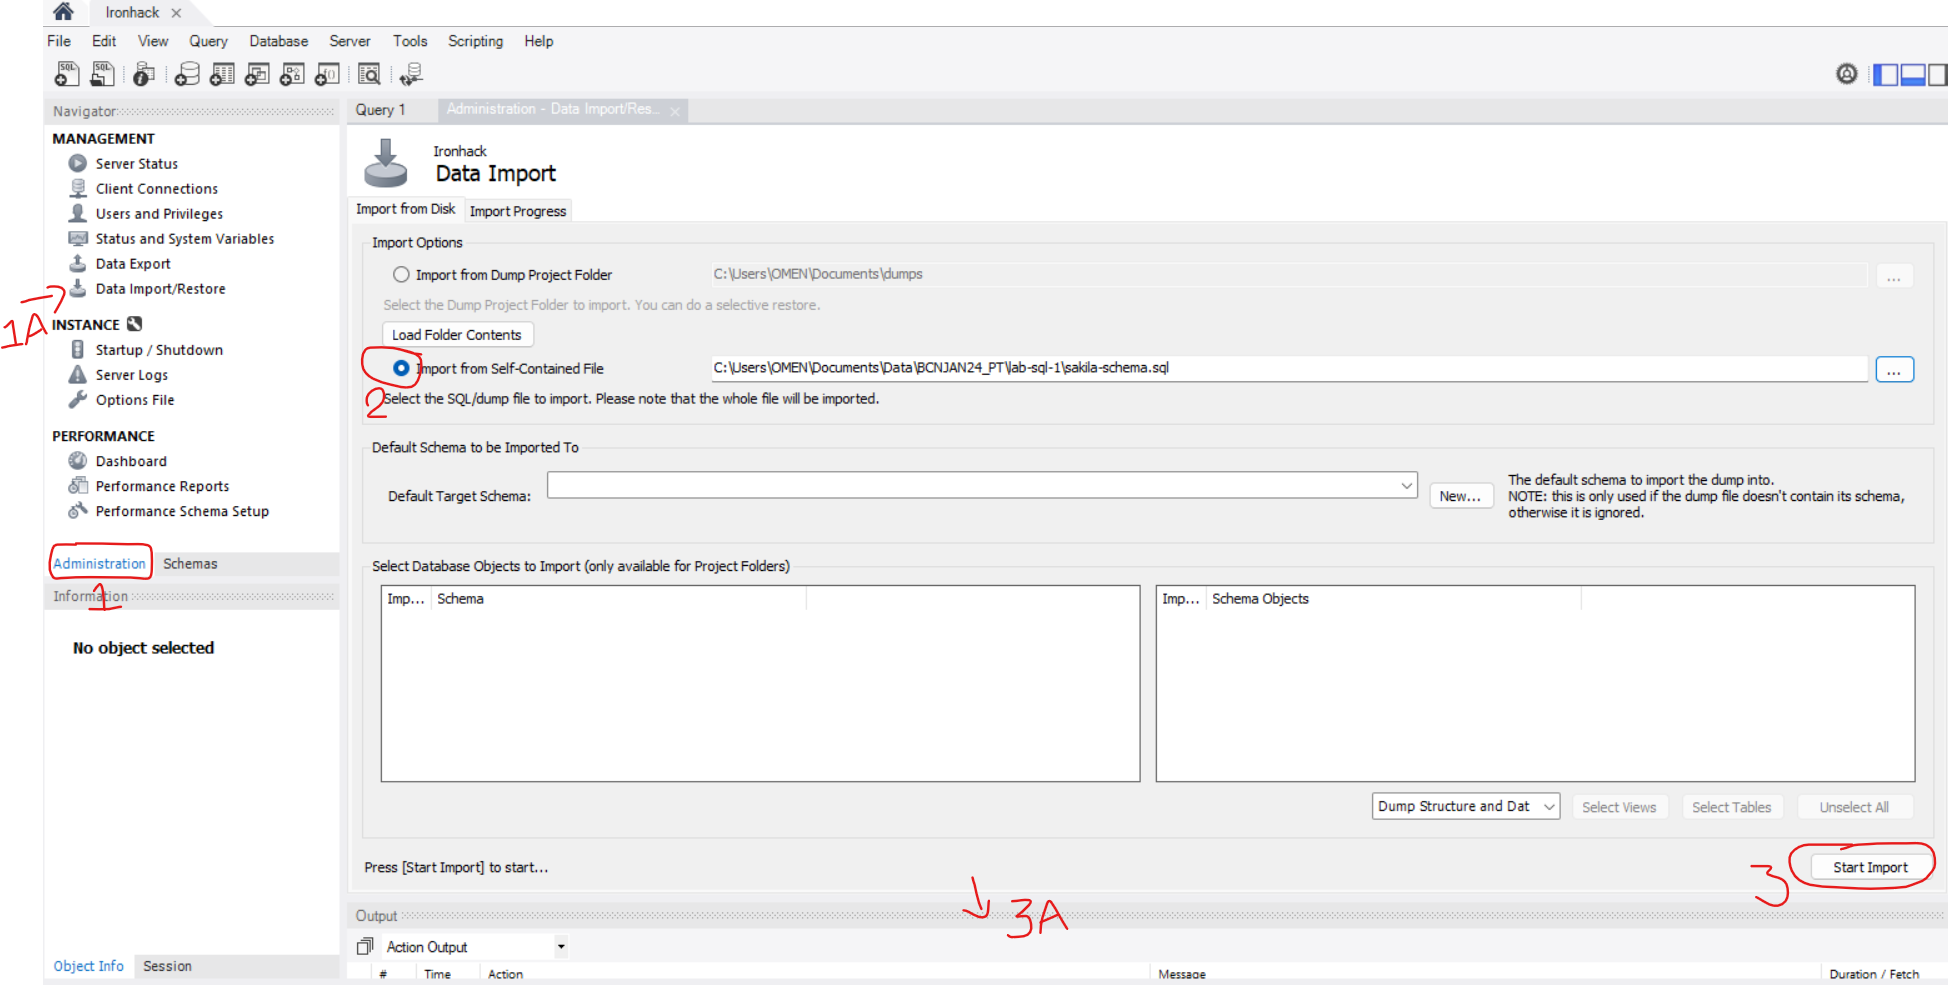 Ironhack
File Edit View Query Database Server Tools Scripting Help
SQL SQL
Navigator
MANAGEMENT
Server Status
Client Connections
Users and Privileges
Status and System Variables
Data Export
Data Import/Restore
1A
INSTANCE
Startup / Shutdown
Server Logs
Options File
PERFORMANCE
Dashboard
Performance Reports
Performance Schema Setup
Administration Schemas
1
Information
No object selected
Object Info Session
Query 1 Administration - Data Import/Res...
Ironhack
Data Import
Import from Disk Import Progress
Import Options
Import from Dump Project Folder C:\Users\OMEN\Documents\dumps ...
Select the Dump Project Folder to import. You can do a selective restore.
Load Folder Contents
Import from Self-Contained File C:\Users\OMEN\Documents\Data\BCNJAN24_PT\lab-sql-1\sakila-schema.sql ...
2
Select the SQL/dump file to import. Please note that the whole file will be imported.
Default Schema to be Imported To
Default Target Schema: New...
The default schema to import the dump into.
NOTE: this is only used if the dump file doesn't contain its schema,
otherwise it is ignored.
Select Database Objects to Import (only available for Project Folders)
Imp... Schema
Imp... Schema Objects
Dump Structure and Dat Select Views Select Tables Unselect All
Press [Start Import] to start... 3 Start Import
3A
Output
Action Output
# Time Action Message Duration / Fetch